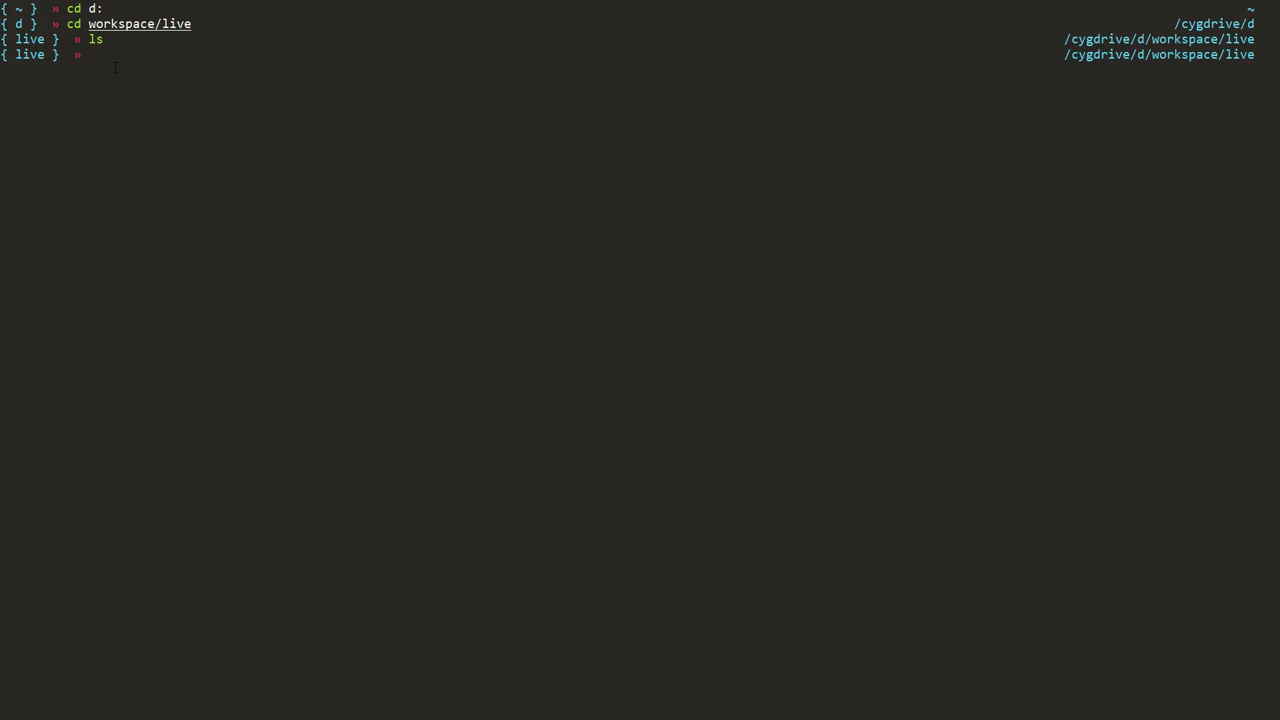 { ~ }  » cd d: ~
{ d }  » cd workspace/live /cygdrive/d
{ live }  » ls /cygdrive/d/workspace/live
{ live }  » /cygdrive/d/workspace/live